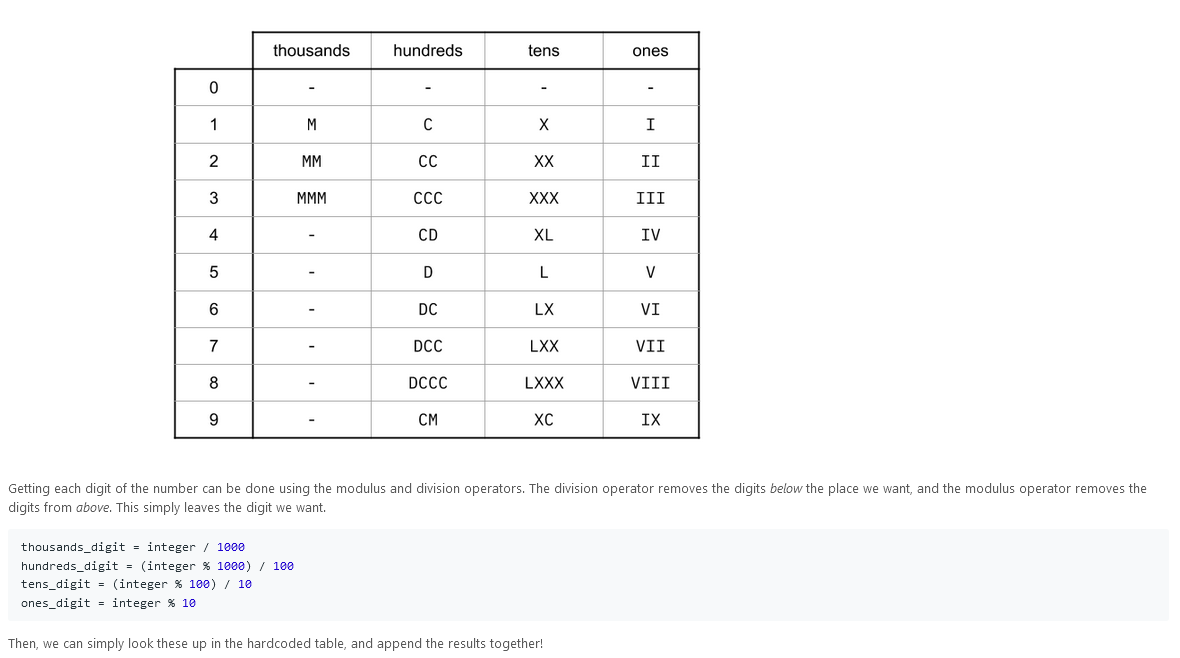 thousands hundreds tens ones
0 - - - -
1 M C X I
2 MM CC XX II
3 MMM CCC XXX III
4 - CD XL IV
5 - D L V
6 - DC LX VI
7 - DCC LXX VII
8 - DCCC LXXX VIII
9 - CM XC IX
Getting each digit of the number can be done using the modulus and division operators. The division operator removes the digits below the place we want, and the modulus operator removes the
digits from above. This simply leaves the digit we want.
thousands_digit = integer / 1000
hundreds_digit = (integer % 1000) / 100
tens_digit = (integer % 100) / 10
ones_digit = integer % 10
Then, we can simply look these up in the hardcoded table, and append the results together!